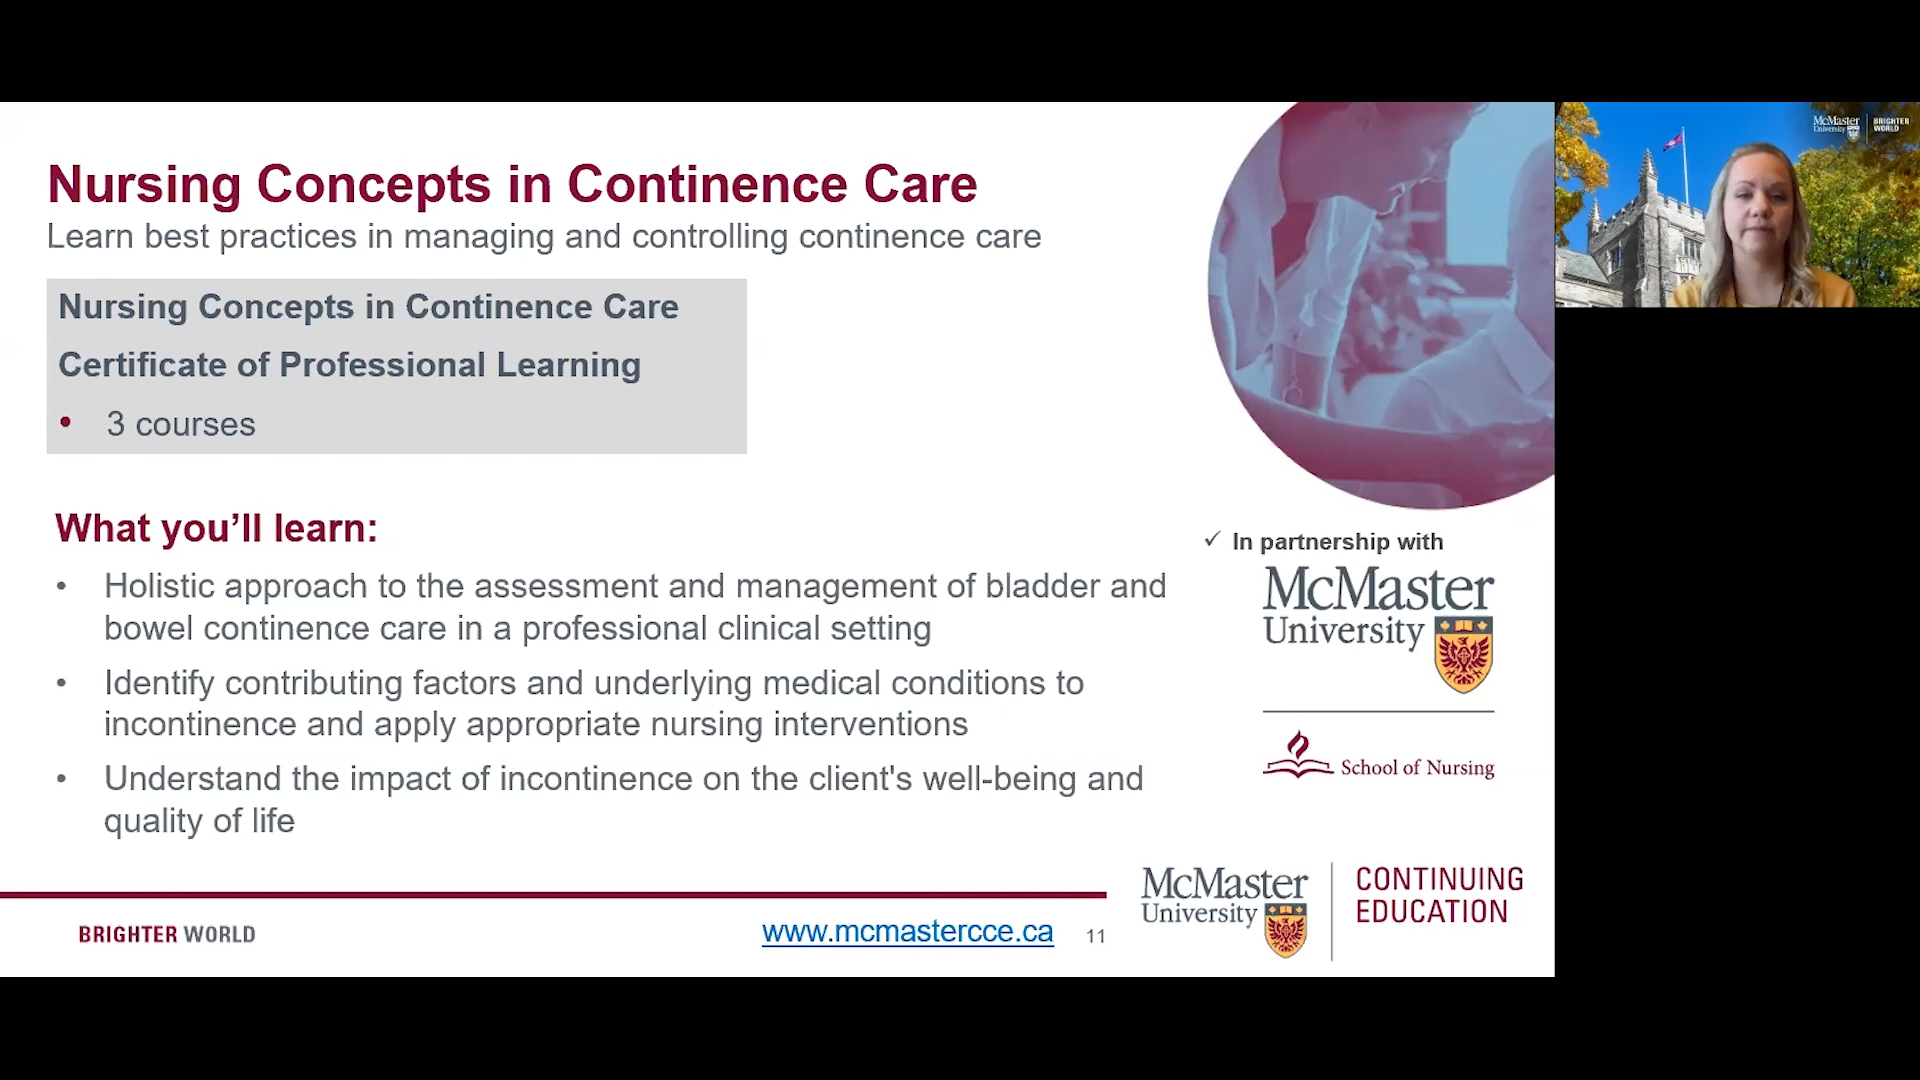 Nursing Concepts in Continence Care
Learn best practices in managing and controlling continence care
Nursing Concepts in Continence Care
Certificate of Professional Learning
• 3 courses
What you’ll learn:
• Holistic approach to the assessment and management of bladder and
bowel continence care in a professional clinical setting
• Identify contributing factors and underlying medical conditions to
incontinence and apply appropriate nursing interventions
• Understand the impact of incontinence on the client's well-being and
quality of life
✓ In partnership with
McMaster
University
School of Nursing
BRIGHTER WORLD
www.mcmastercce.ca
11
McMaster
University
CONTINUING
EDUCATION
McMaster
University
BRIGHTER
WORLD